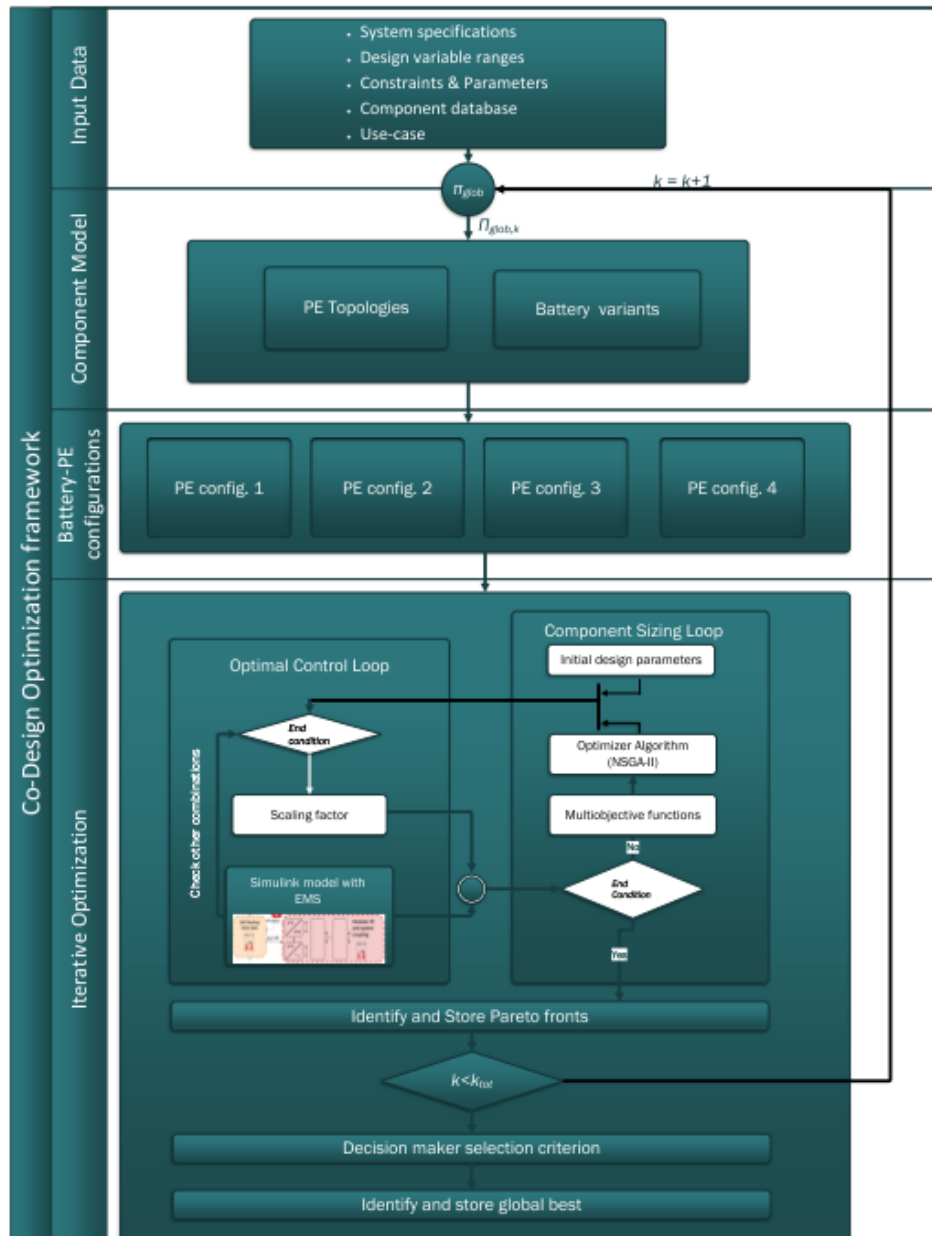 Co-Design Optimization framework
Input Data
• System specifications
• Design variable ranges
• Constraints & Parameters
• Component database
• Use-case
Π_glob
k = k+1
Π_glob,k
Component Model
PE Topologies
Battery variants
Battery-PE
configurations
PE config. 1
PE config. 2
PE config. 3
PE config. 4
Iterative Optimization
Optimal Control Loop
End
condition
Scaling factor
Check other combinations
Simulink model with
EMS
Component Sizing Loop
Initial design parameters
Optimizer Algorithm
(NSGA-II)
Multiobjective functions
No
End
Condition
Yes
Identify and Store Pareto fronts
k<k_tot
Decision maker selection criterion
Identify and store global best